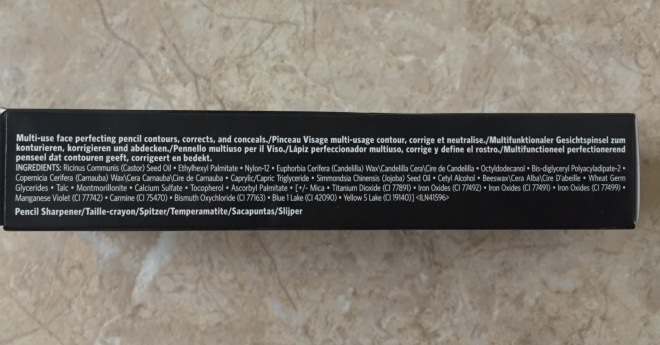 Multi-use face perfecting pencil contours, corrects, and conceals./Pinceau Visage multi-usage contour, corrige et neutralise./Multifunktionaler Gesichtspinsel zum
konturieren, korrigieren und abdecken./Pennello multiuso per il Viso./Lápiz perfeccionador multiuso, corrige y define el rostro./Multifunctioneel perfectionerend
penseel dat contouren geeft, corrigeert en bedekt.
INGREDIENTS: Ricinus Communis (Castor) Seed Oil • Ethylhexyl Palmitate • Nylon-12 • Euphorbia Cerifera (Candelilla) Wax\Candelilla Cera\Cire de Candelilla • Octyldodecanol • Bis-diglyceryl Polyacyladipate-2 •
Copernicia Cerifera (Carnauba) Wax\Cera Carnauba\Cire de Carnauba • Caprylic/Capric Triglyceride • Simmondsia Chinensis (Jojoba) Seed Oil • Cetyl Alcohol • Beeswax\Cera Alba\Cire D'abeille • Wheat Germ
Glycerides • Talc • Montmorillonite • Calcium Sulfate • Tocopherol • Ascorbyl Palmitate • [+/- Mica • Titanium Dioxide (CI 77891) • Iron Oxides (CI 77492) • Iron Oxides (CI 77491) • Iron Oxides (CI 77499) •
Manganese Violet (CI 77742) • Carmine (CI 75470) • Bismuth Oxychloride (CI 77163) • Blue 1 Lake (CI 42090) • Yellow 5 Lake (CI 19140)] <ILN41596>
Pencil Sharpener/Taille-crayon/Spitzer/Temperamatite/Sacapuntas/Slijper